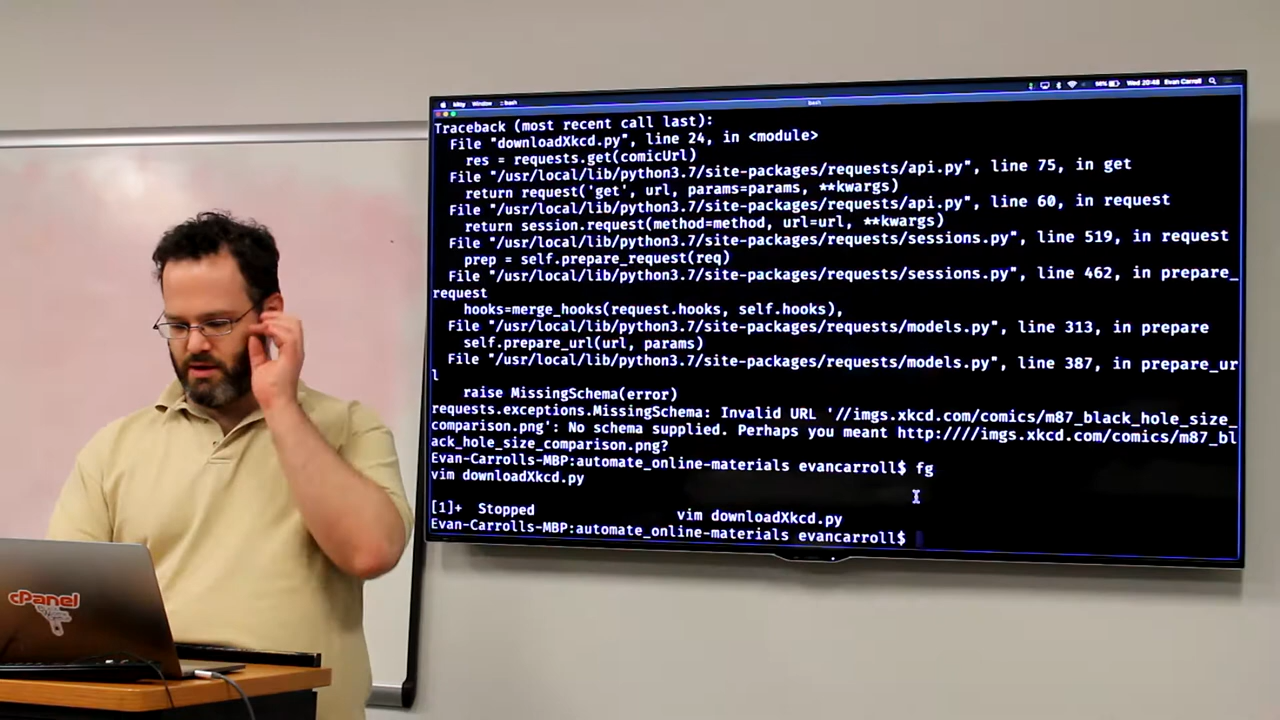 Window
bash
bash
Wed 20:48 Evan Carroll
Traceback (most recent call last):
File "downloadXkcd.py", line 24, in <module>
res = requests.get(comicUrl)
File "/usr/local/lib/python3.7/site-packages/requests/api.py", line 75, in get
return request('get', url, params=params, **kwargs)
File "/usr/local/lib/python3.7/site-packages/requests/api.py", line 60, in request
return session.request(method=method, url=url, **kwargs)
File "/usr/local/lib/python3.7/site-packages/requests/sessions.py", line 519, in request
prep = self.prepare_request(req)
File "/usr/local/lib/python3.7/site-packages/requests/sessions.py", line 462, in prepare_
request
hooks=merge_hooks(request.hooks, self.hooks),
File "/usr/local/lib/python3.7/site-packages/requests/models.py", line 313, in prepare
self.prepare_url(url, params)
File "/usr/local/lib/python3.7/site-packages/requests/models.py", line 387, in prepare_ur
l
raise MissingSchema(error)
requests.exceptions.MissingSchema: Invalid URL '//imgs.xkcd.com/comics/m87_black_hole_size_
comparison.png': No schema supplied. Perhaps you meant http:////imgs.xkcd.com/comics/m87_bl
ack_hole_size_comparison.png?
Evan-Carrolls-MBP:automate_online-materials evancarroll$ fg
vim downloadXkcd.py
[1]+ Stopped vim downloadXkcd.py
Evan-Carrolls-MBP:automate_online-materials evancarroll$
cPanel